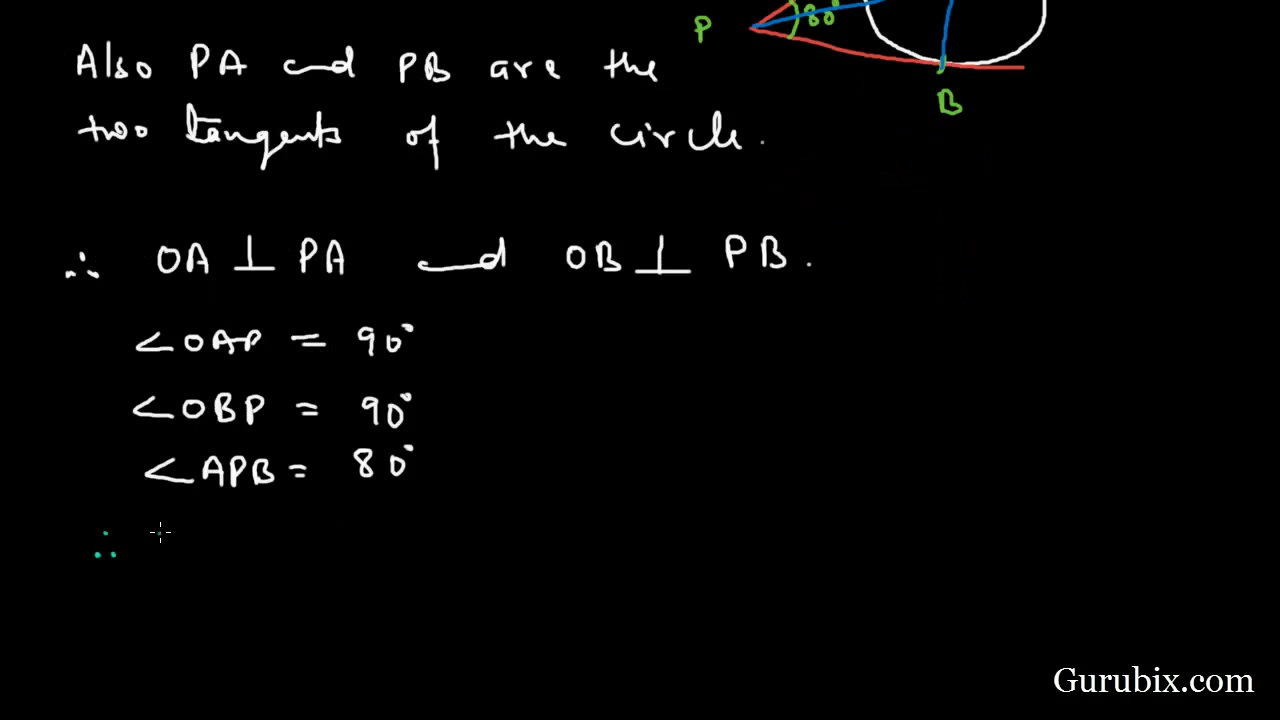 P 80°
B
Also PA and PB are the
two tangents of the circle.
∴ OA ⊥ PA and OB ⊥ PB.
∠OAP = 90°
∠OBP = 90°
∠APB = 80°
∴
Gurubix.com